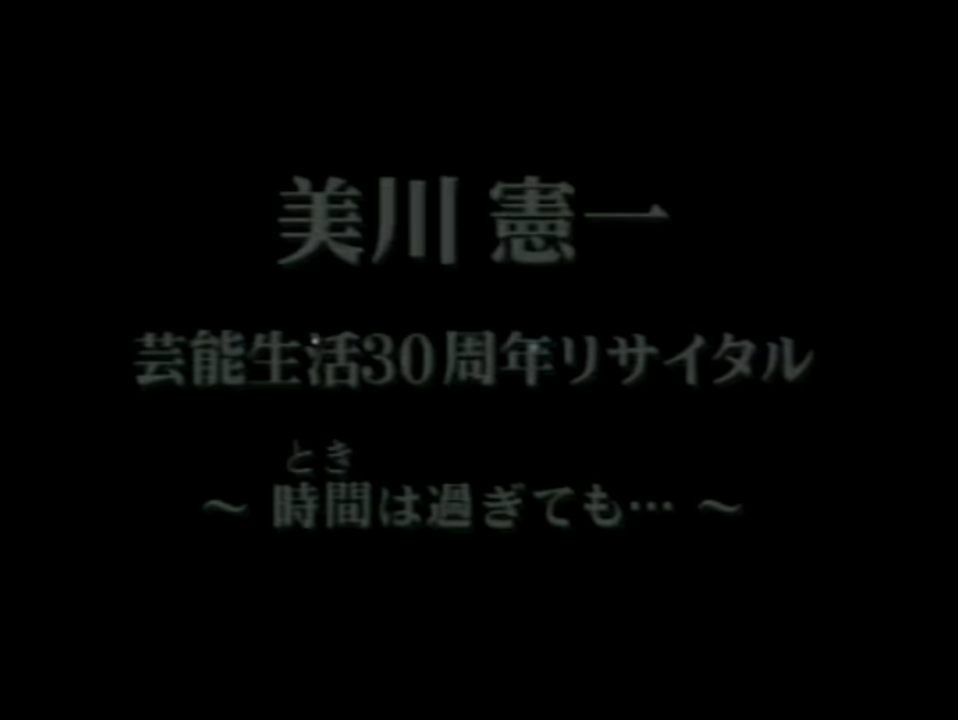 美川 憲一
芸能生活30周年リサイタル
とき
〜 時間は過ぎても… 〜